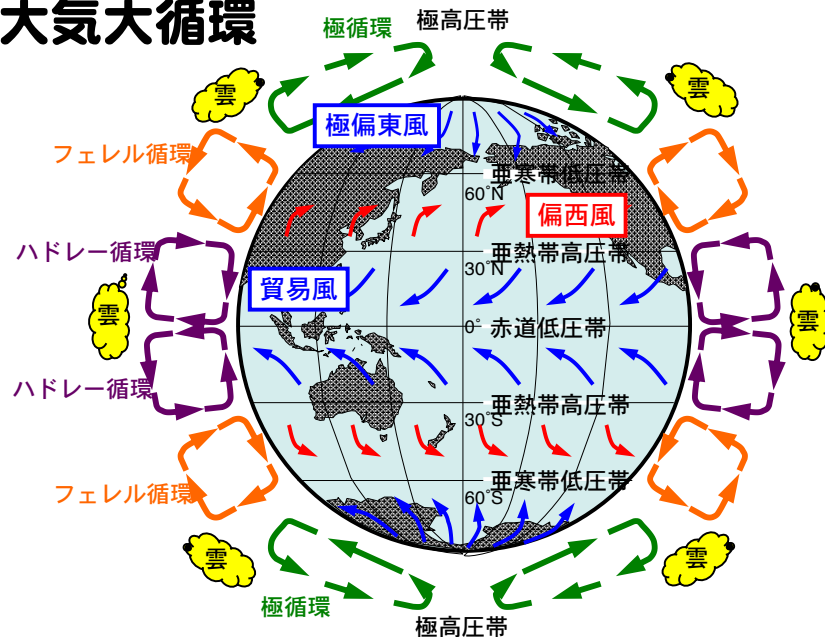 大気大循環
極循環
極高圧帯
雲
雲
極偏東風
フェレル循環
亜寒帯低圧帯
60°N
偏西風
ハドレー循環
亜熱帯高圧帯
30°N
貿易風
雲
雲
0°
赤道低圧帯
ハドレー循環
亜熱帯高圧帯
30°S
フェレル循環
亜寒帯低圧帯
60°S
雲
雲
極循環
極高圧帯